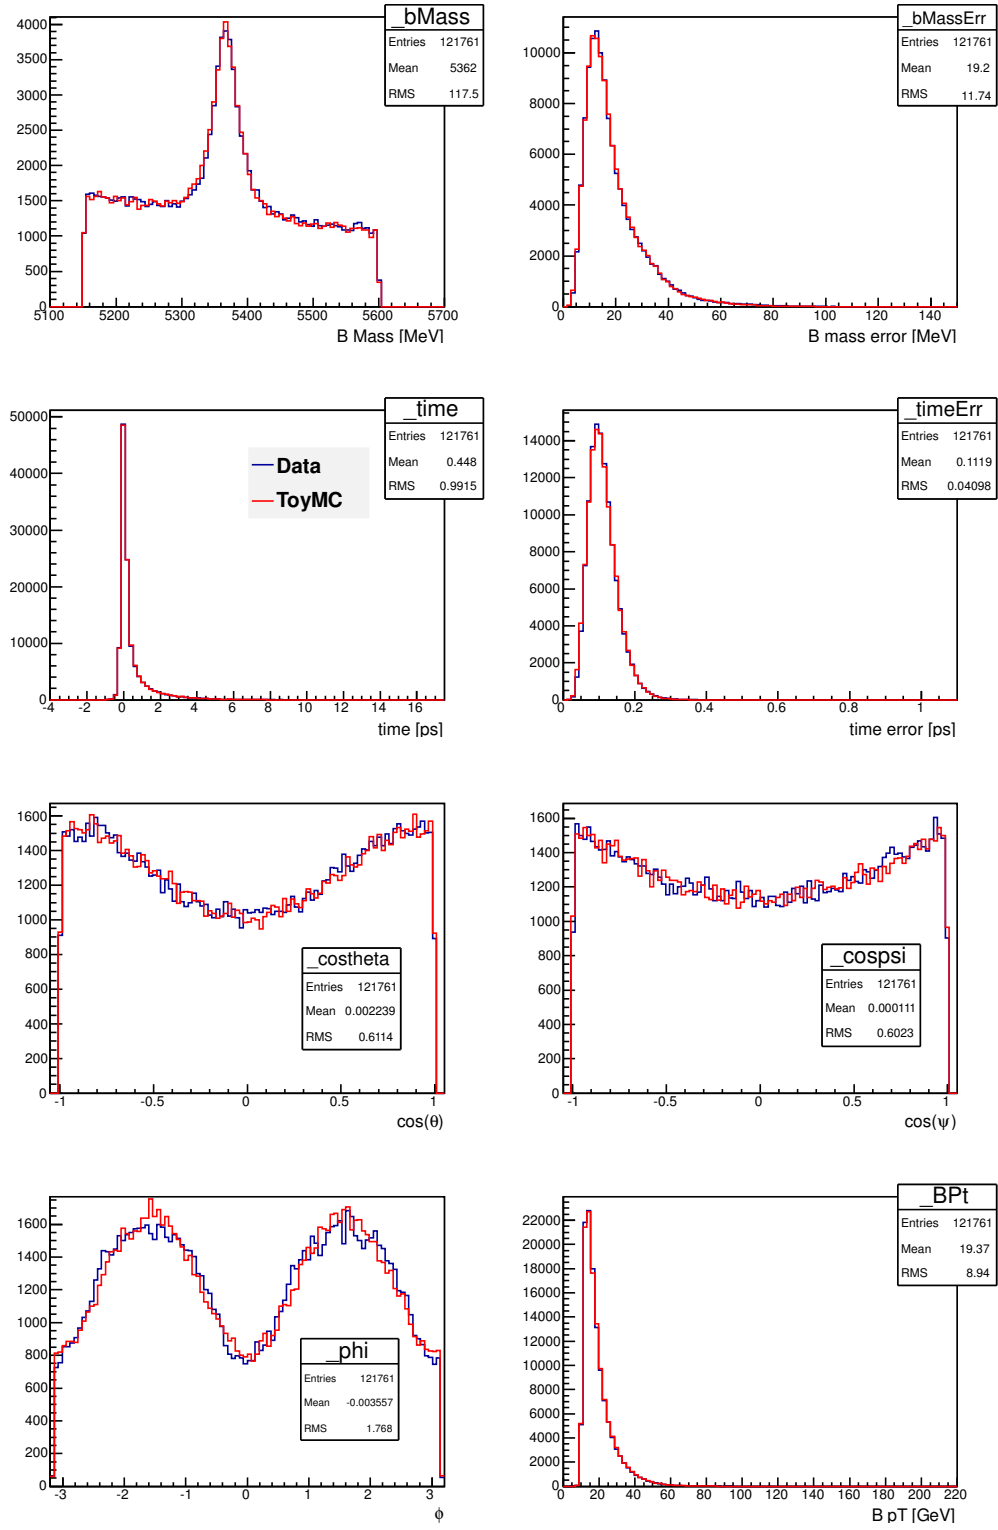 _bMass
Entries 121761
Mean 5362
RMS 117.5
4000
3500
3000
2500
2000
1500
1000
500
0
5100 5200 5300 5400 5500 5600 5700
B Mass [MeV]
_bMassErr
Entries 121761
Mean 19.2
RMS 11.74
10000
8000
6000
4000
2000
0
0 20 40 60 80 100 120 140
B mass error [MeV]
_time
Entries 121761
Mean 0.448
RMS 0.9915
Data
ToyMC
50000
40000
30000
20000
10000
0
-4 -2 0 2 4 6 8 10 12 14 16
time [ps]
_timeErr
Entries 121761
Mean 0.1119
RMS 0.04098
14000
12000
10000
8000
6000
4000
2000
0
0 0.2 0.4 0.6 0.8 1
time error [ps]
1600
1400
1200
1000
800
600
400
200
0
_costheta
Entries 121761
Mean 0.002239
RMS 0.6114
-1 -0.5 0 0.5 1
cos(θ)
1600
1400
1200
1000
800
600
400
200
0
_cospsi
Entries 121761
Mean 0.000111
RMS 0.6023
-1 -0.5 0 0.5 1
cos(ψ)
1600
1400
1200
1000
800
600
400
200
0
_phi
Entries 121761
Mean -0.003557
RMS 1.768
-3 -2 -1 0 1 2 3
ϕ
_BPt
Entries 121761
Mean 19.37
RMS 8.94
22000
20000
18000
16000
14000
12000
10000
8000
6000
4000
2000
0
0 20 40 60 80 100 120 140 160 180 200 220
B pT [GeV]